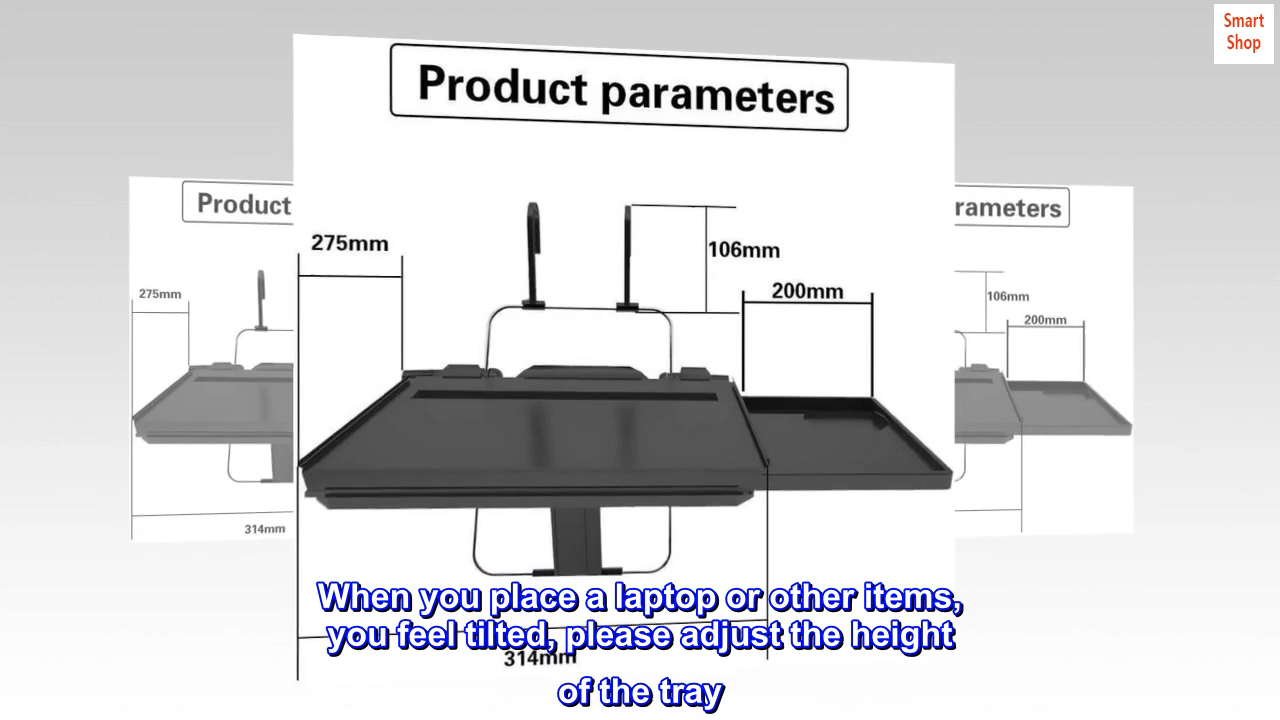 Smart
Shop
Product parameters
275mm
106mm
200mm
314mm
Product
275mm
314mm
rameters
106mm
200mm
When you place a laptop or other items,
you feel tilted, please adjust the height
of the tray